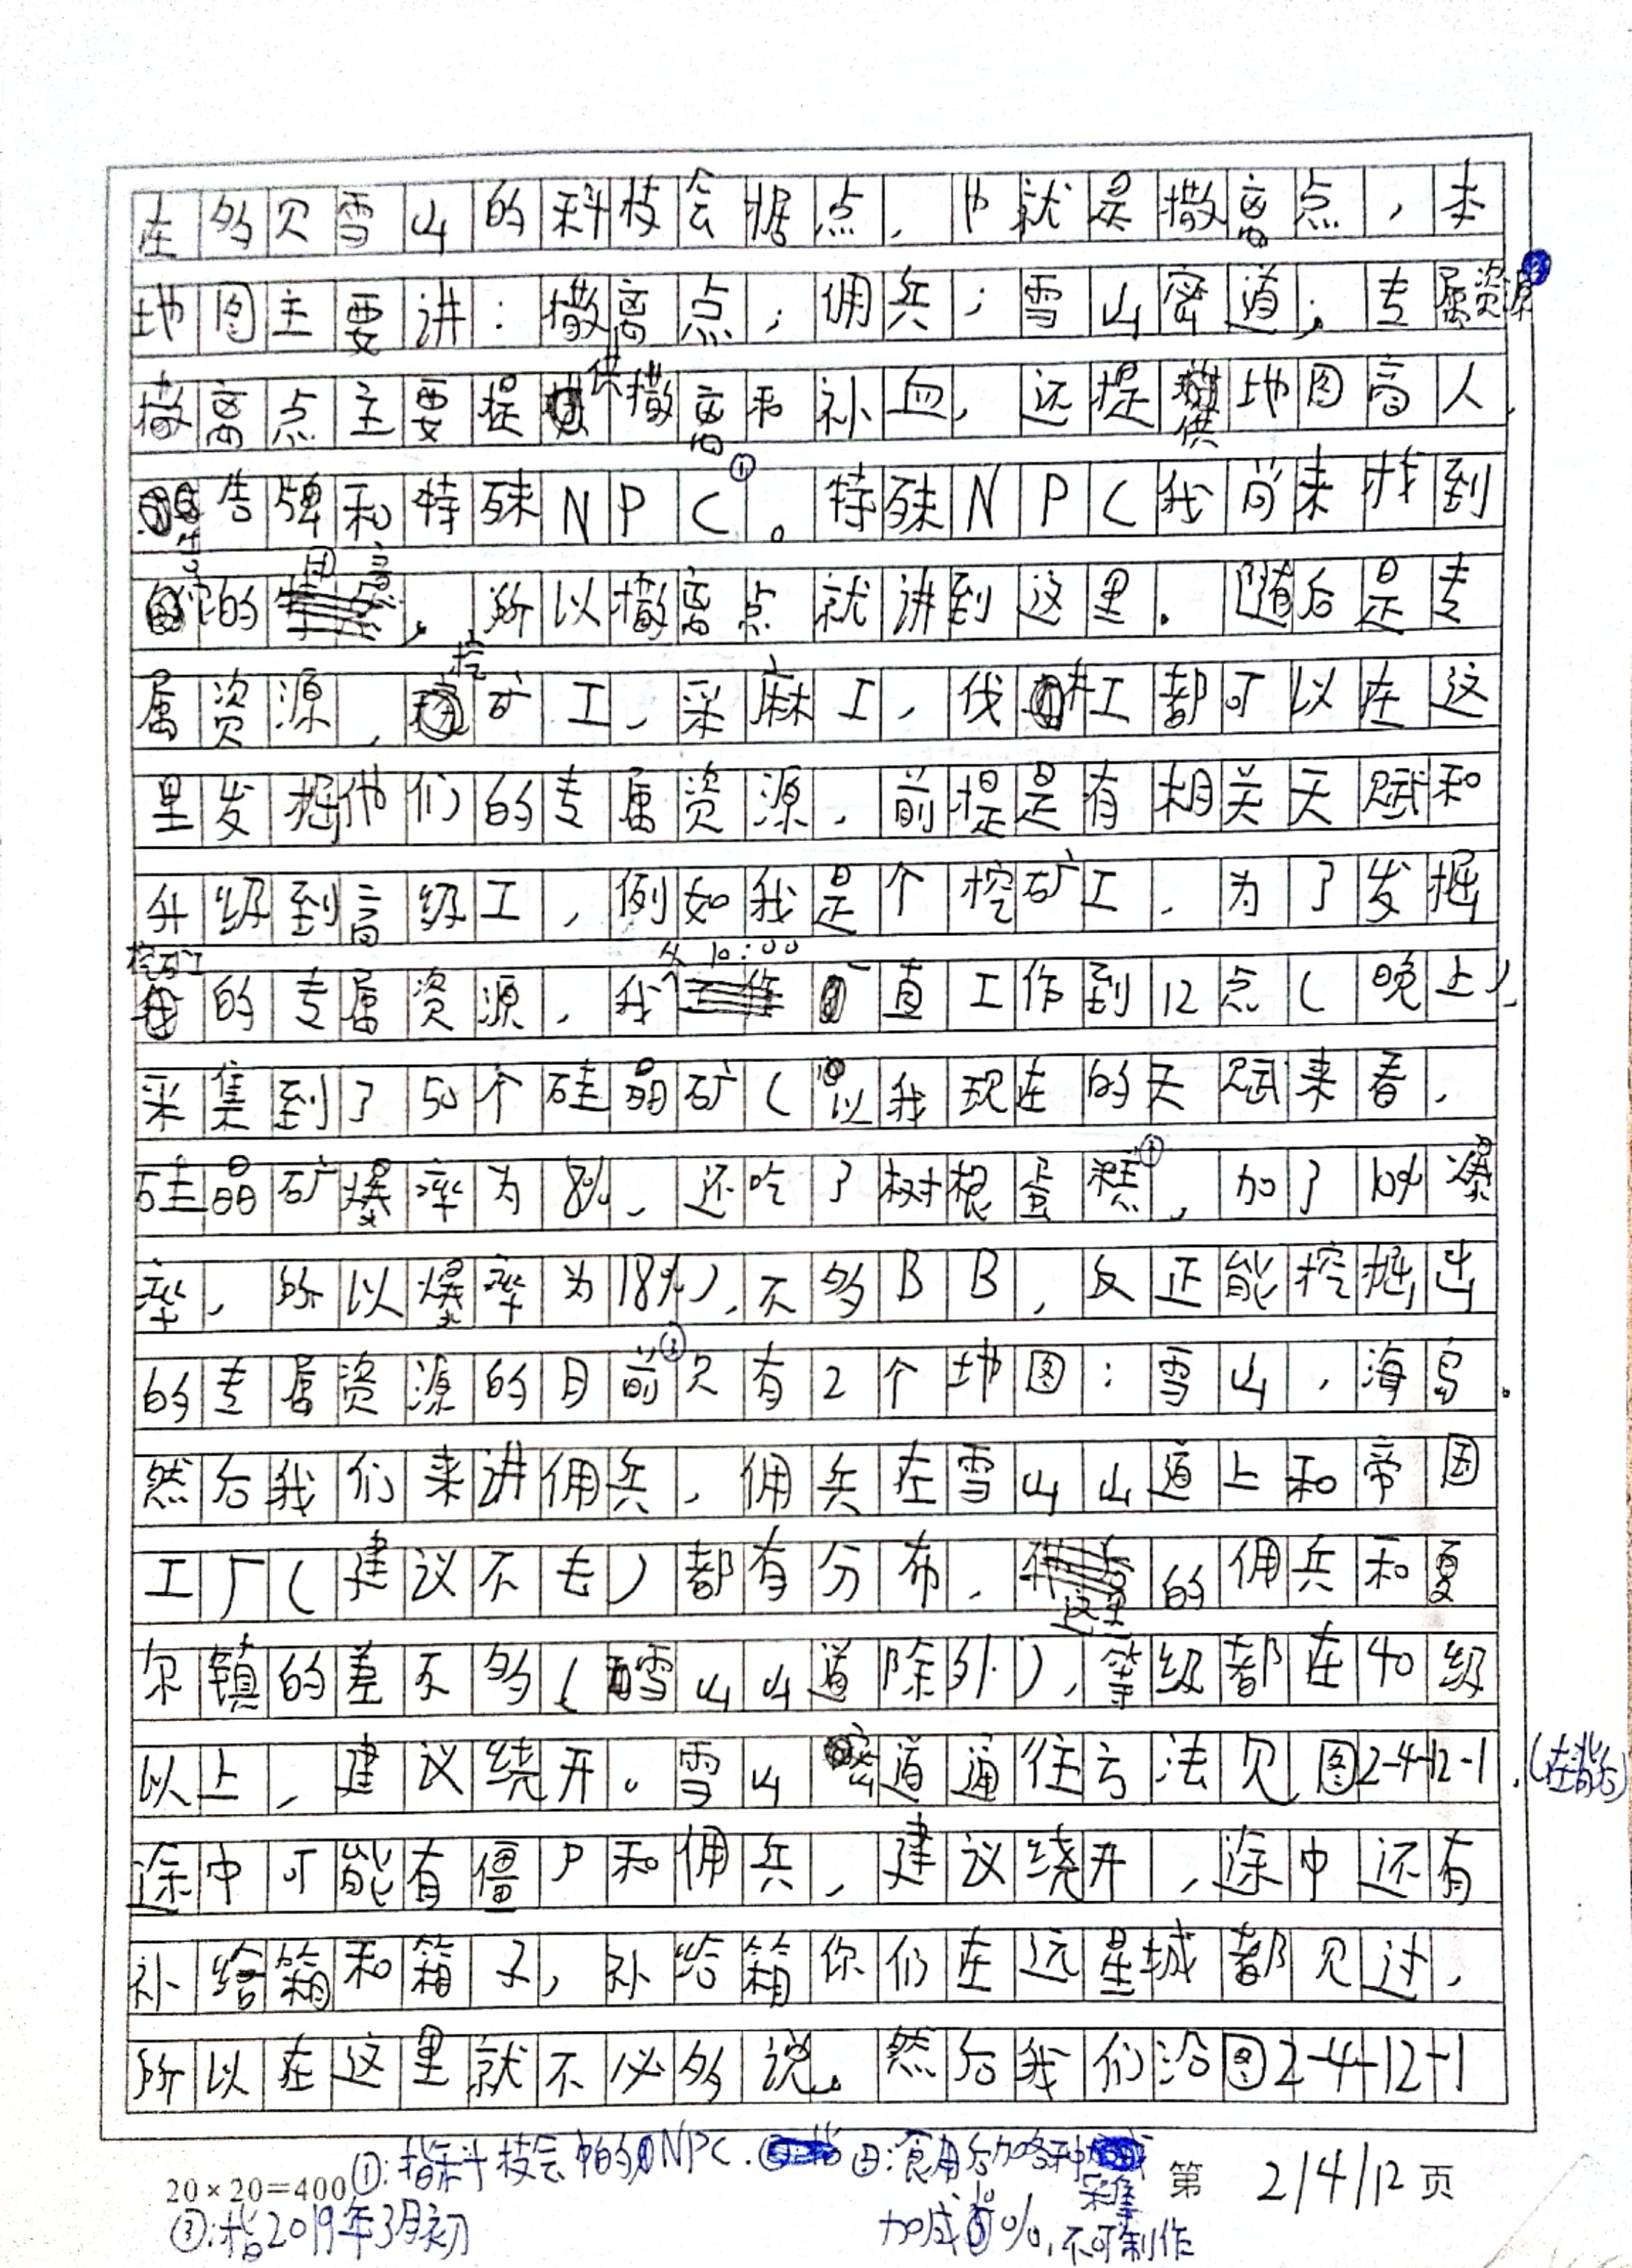 在多贝雪山的科技会据点，也就是撒离点，本
地图主要讲：撒离点；佣兵；雪山密道；专属资源
撒离点主要提供撒离和补血，还提供地图高人，
告牌和特殊NPC①。特殊NPC我尚未找到
它的用意，所以撒离点就讲到这里。随后是专
属资源，挖矿工，采麻工，伐木工都可以在这
里发掘他们的专属资源，前提是有相关天赋和
升级到高级工，例如我是个挖矿工，为了发掘
挖矿工的专属资源，我从10:00一直工作到12点（晚上），
采集到了50个硅晶矿（以我现在的天赋来看，
硅晶矿爆率为8%，还吃了树根蛋糕②，加了10%爆
率，所以爆率为18%），不多BB，反正能挖掘出
的专属资源的目前③只有2个地图：雪山，海岛。
然后我们来讲佣兵，佣兵在雪山山道上和帝国
工厂（建议不去）都有分布，这里的佣兵和夏
尔镇的差不多（雪山山道除外），等级都在40级
以上，建议绕开。雪山密道通往方法见图2-4-12-1，（在背后）
途中可能有僵尸和佣兵，建议绕开，途中还有
补给箱和箱子，补给箱你们在远星城都见过，
所以在这里就不必多说。然后我们沿图2-4-12-1
①：指科技会中的NPC. ②：食用后加各种采集
20×20=400 第2/4/12页
③：指2019年3月初 加成10%，不可制作